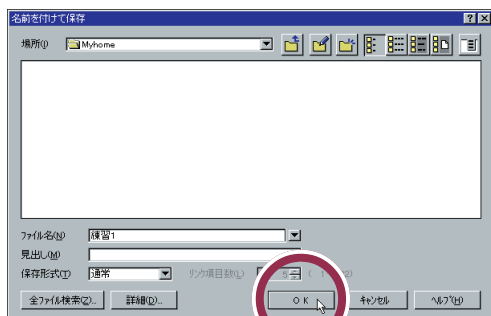 名前を付けて保存
場所(I) Myhome
ファイル名(N) 練習1
見出し(M)
保存形式(T) 通常 リンク項目数(L) 5
全ファイル検索(Z)... 詳細(D)... OK キャンセル ヘルプ(H)